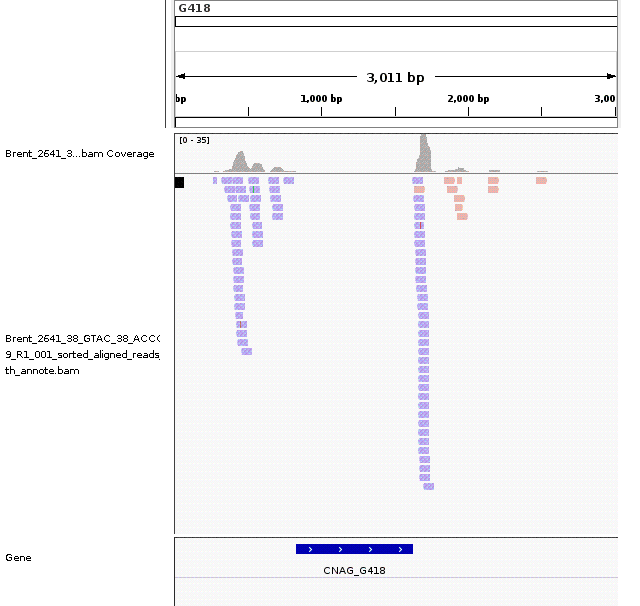 G418
3,011 bp
bp
1,000 bp
2,000 bp
3,00
[0 - 35]
Brent_2641_3...bam Coverage
Brent_2641_38_GTAC_38_ACC
9_R1_001_sorted_aligned_reads_
th_annote.bam
Gene
CNAG_G418